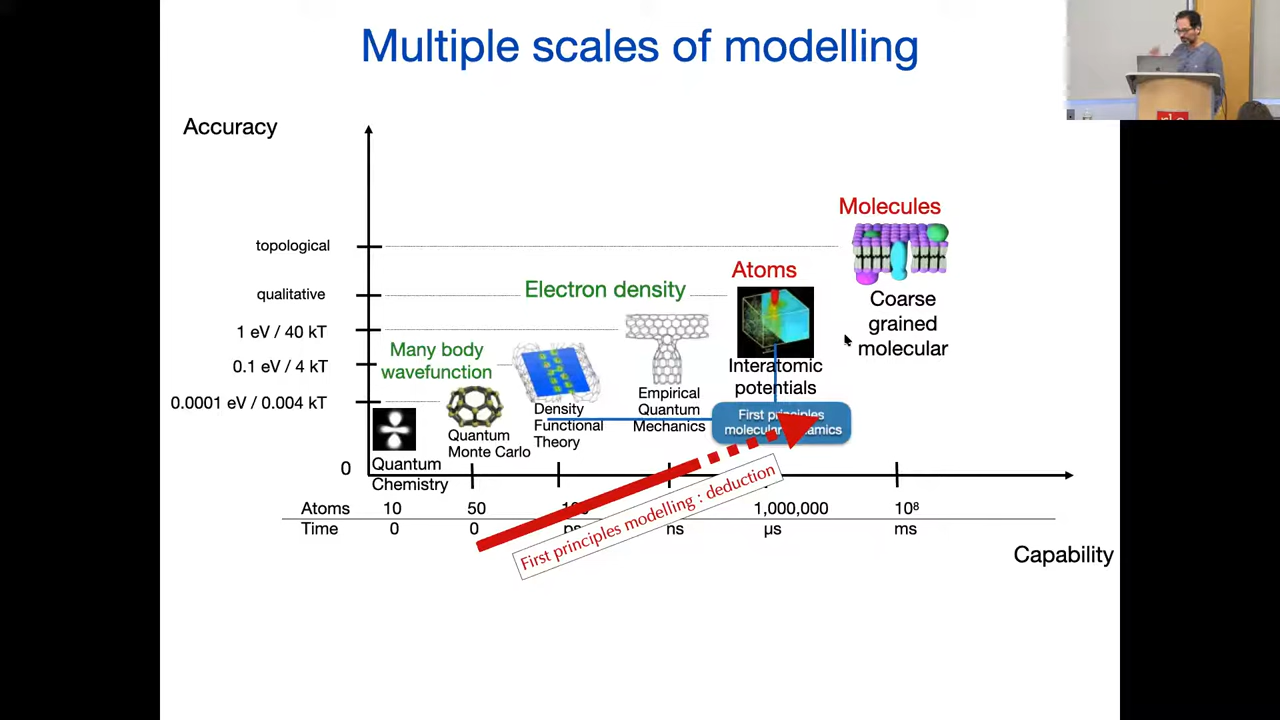 Multiple scales of modelling
Accuracy
topological
qualitative
1 eV / 40 kT
0.1 eV / 4 kT
0.0001 eV / 0.004 kT
0
Molecules
Coarse
grained
molecular
Atoms
Interatomic
potentials
Electron density
Empirical
Quantum
Mechanics
Many body
wavefunction
Density
Functional
Theory
Quantum
Monte Carlo
Quantum
Chemistry
First principles
molecular dynamics
First principles modelling : deduction
Atoms 10 50 1,000,000 10⁸
Time 0 0 ps ns µs ms
Capability